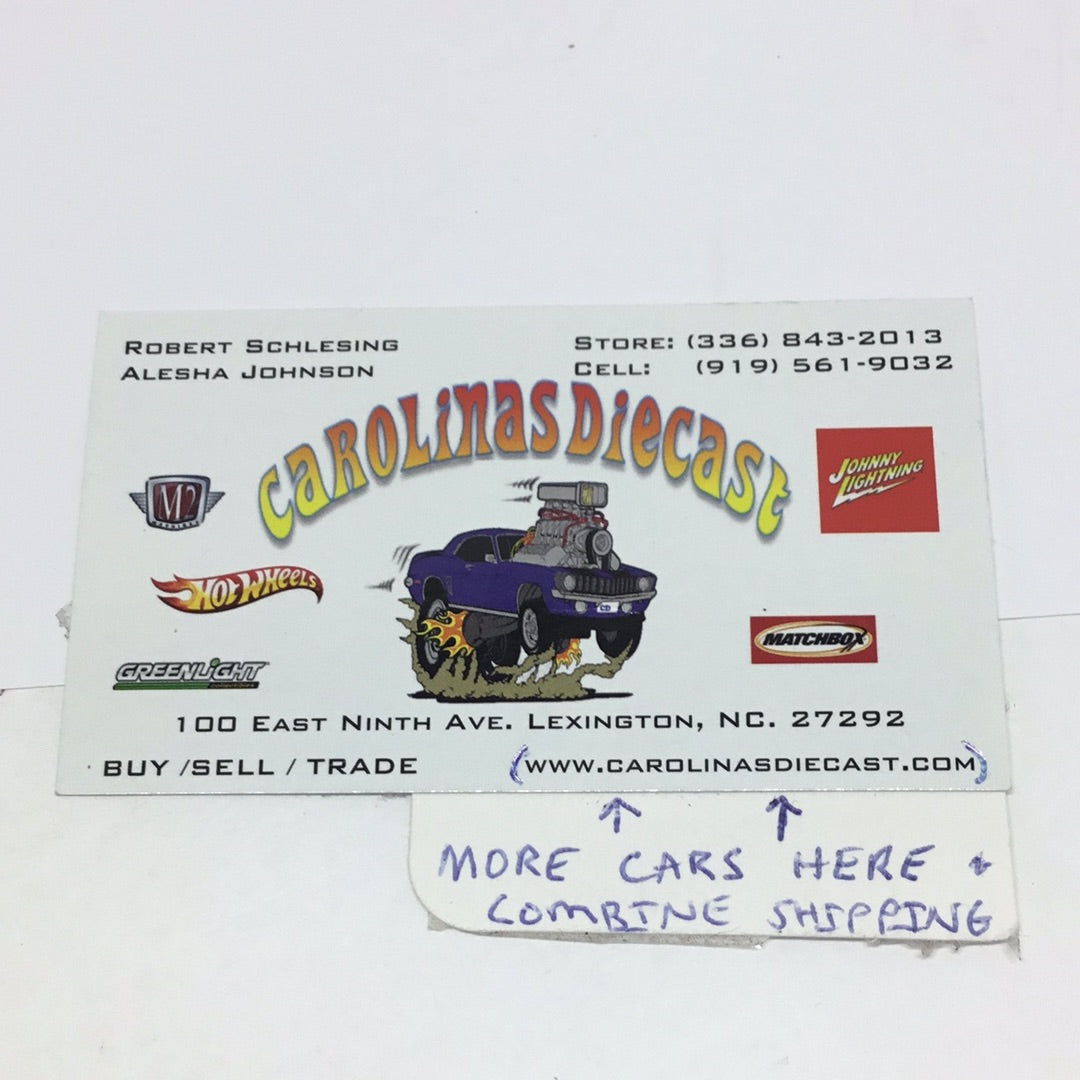 ROBERT SCHLESING
ALESHA JOHNSON
STORE: (336) 843-2013
CELL: (919) 561-9032
CAROLINAS DIECAST
M2
JOHNNY LIGHTNING
HOT WHEELS
CD
MATCHBOX
GREENLIGHT
100 EAST NINTH AVE. LEXINGTON, NC. 27292
BUY /SELL / TRADE
(WWW.CAROLINASDIECAST.COM)
MORE CARS HERE +
COMBINE SHIPPING